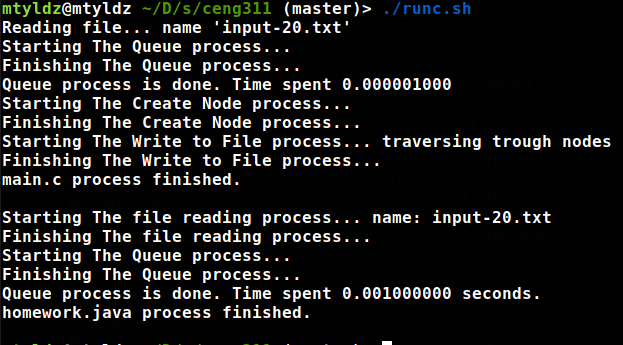 mtyldz@mtyldz ~/D/s/ceng311 (master)> ./runc.sh
Reading file... name 'input-20.txt'
Starting The Queue process...
Finishing The Queue process...
Queue process is done. Time spent 0.000001000
Starting The Create Node process...
Finishing The Create Node process...
Starting The Write to File process... traversing trough nodes
Finishing The Write to File process...
main.c process finished.
Starting The file reading process... name: input-20.txt
Finishing The file reading process...
Starting The Queue process...
Finishing The Queue process...
Queue process is done. Time spent 0.001000000 seconds.
homework.java process finished.